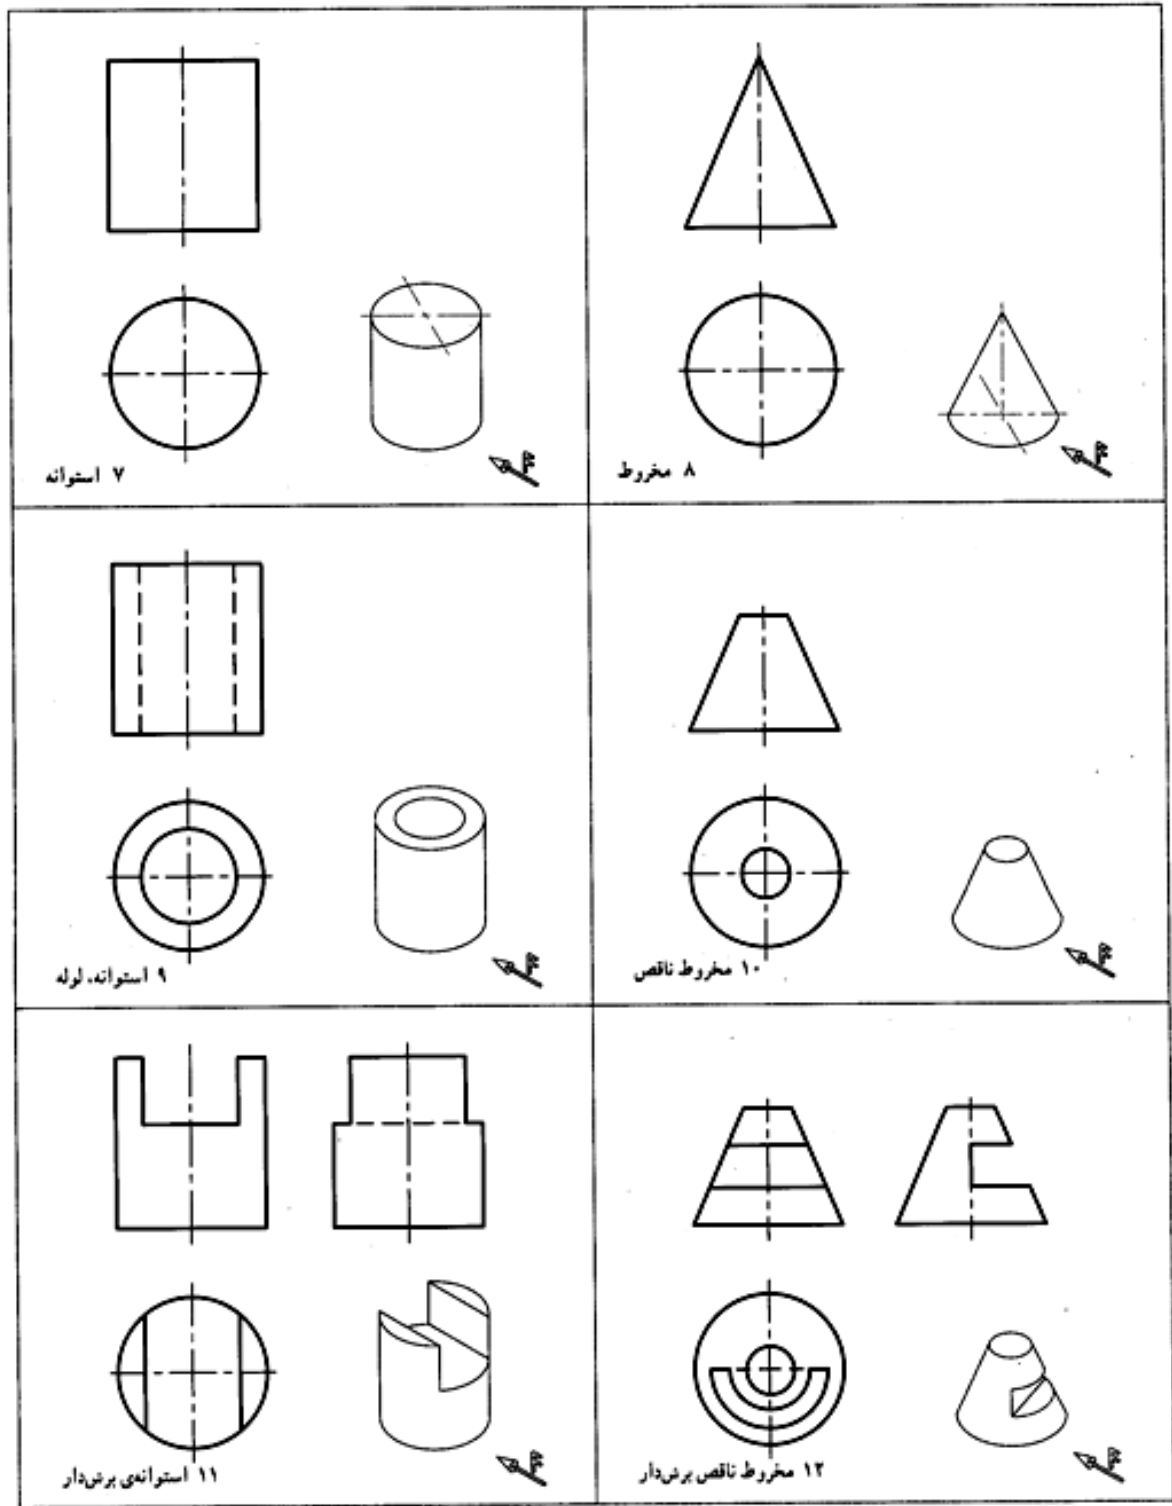 ۷ استوانه
۸ مخروط
۹ استوانه، لوله
۱۰ مخروط ناقص
۱۱ استوانه‌ی برش‌دار
۱۲ مخروط ناقص برش‌دار